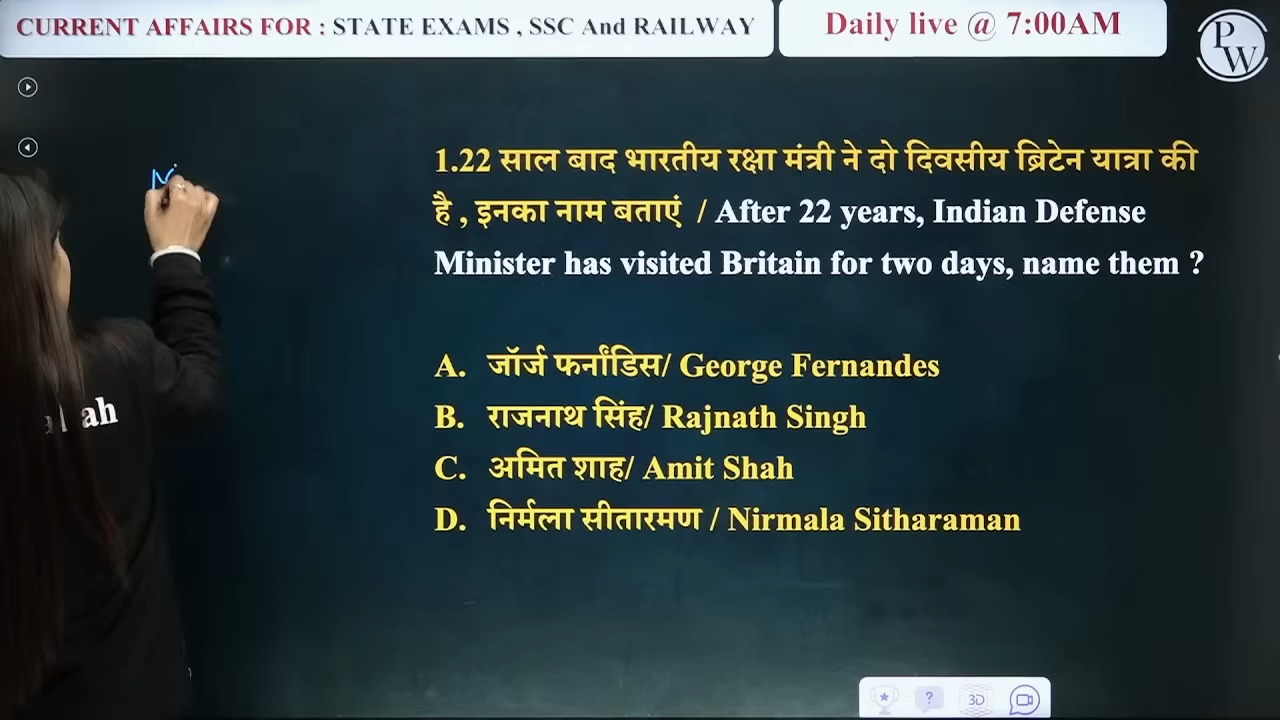 CURRENT AFFAIRS FOR : STATE EXAMS , SSC And RAILWAY
Daily live @ 7:00AM
PW
1.22 साल बाद भारतीय रक्षा मंत्री ने दो दिवसीय ब्रिटेन यात्रा की
है , इनका नाम बताएं / After 22 years, Indian Defense
Minister has visited Britain for two days, name them ?
A. जॉर्ज फर्नांडिस/ George Fernandes
B. राजनाथ सिंह/ Rajnath Singh
C. अमित शाह/ Amit Shah
D. निर्मला सीतारमण / Nirmala Sitharaman
?
3D